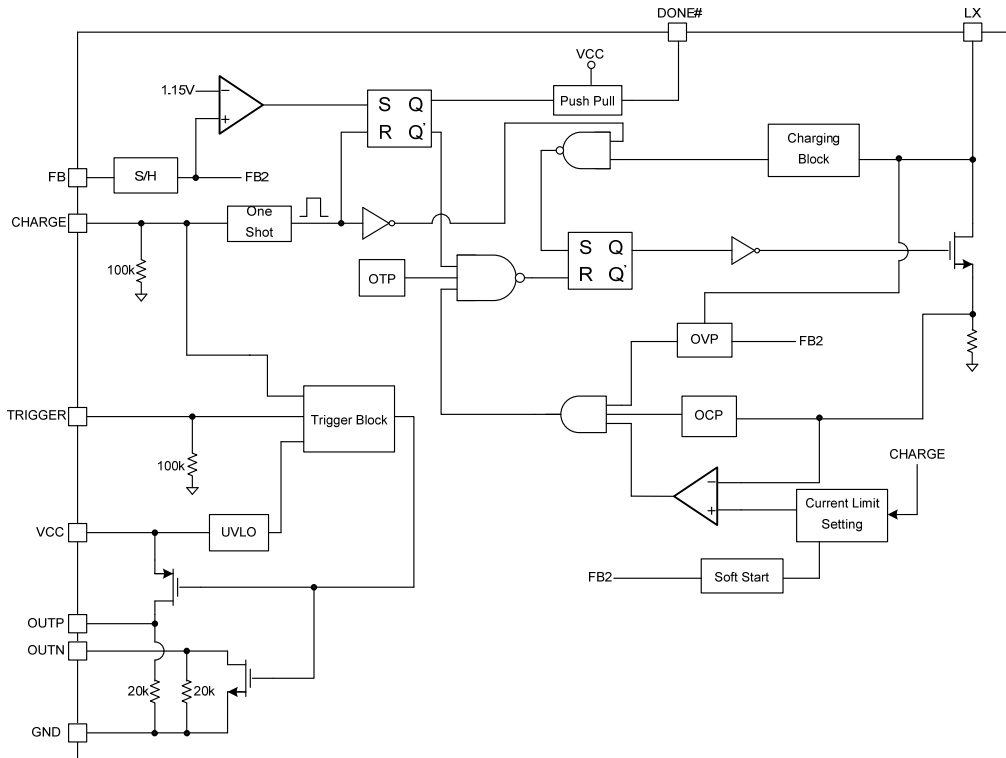 DONE#
LX
VCC
1.15V
−
+
S Q
R Q'
Push Pull
Charging
Block
FB
S/H
FB2
CHARGE
One
Shot
100k
OTP
S Q
R Q'
OVP
FB2
TRIGGER
Trigger Block
OCP
100k
CHARGE
−
+
Current Limit
Setting
VCC
UVLO
FB2
Soft Start
OUTP
OUTN
20k
20k
GND